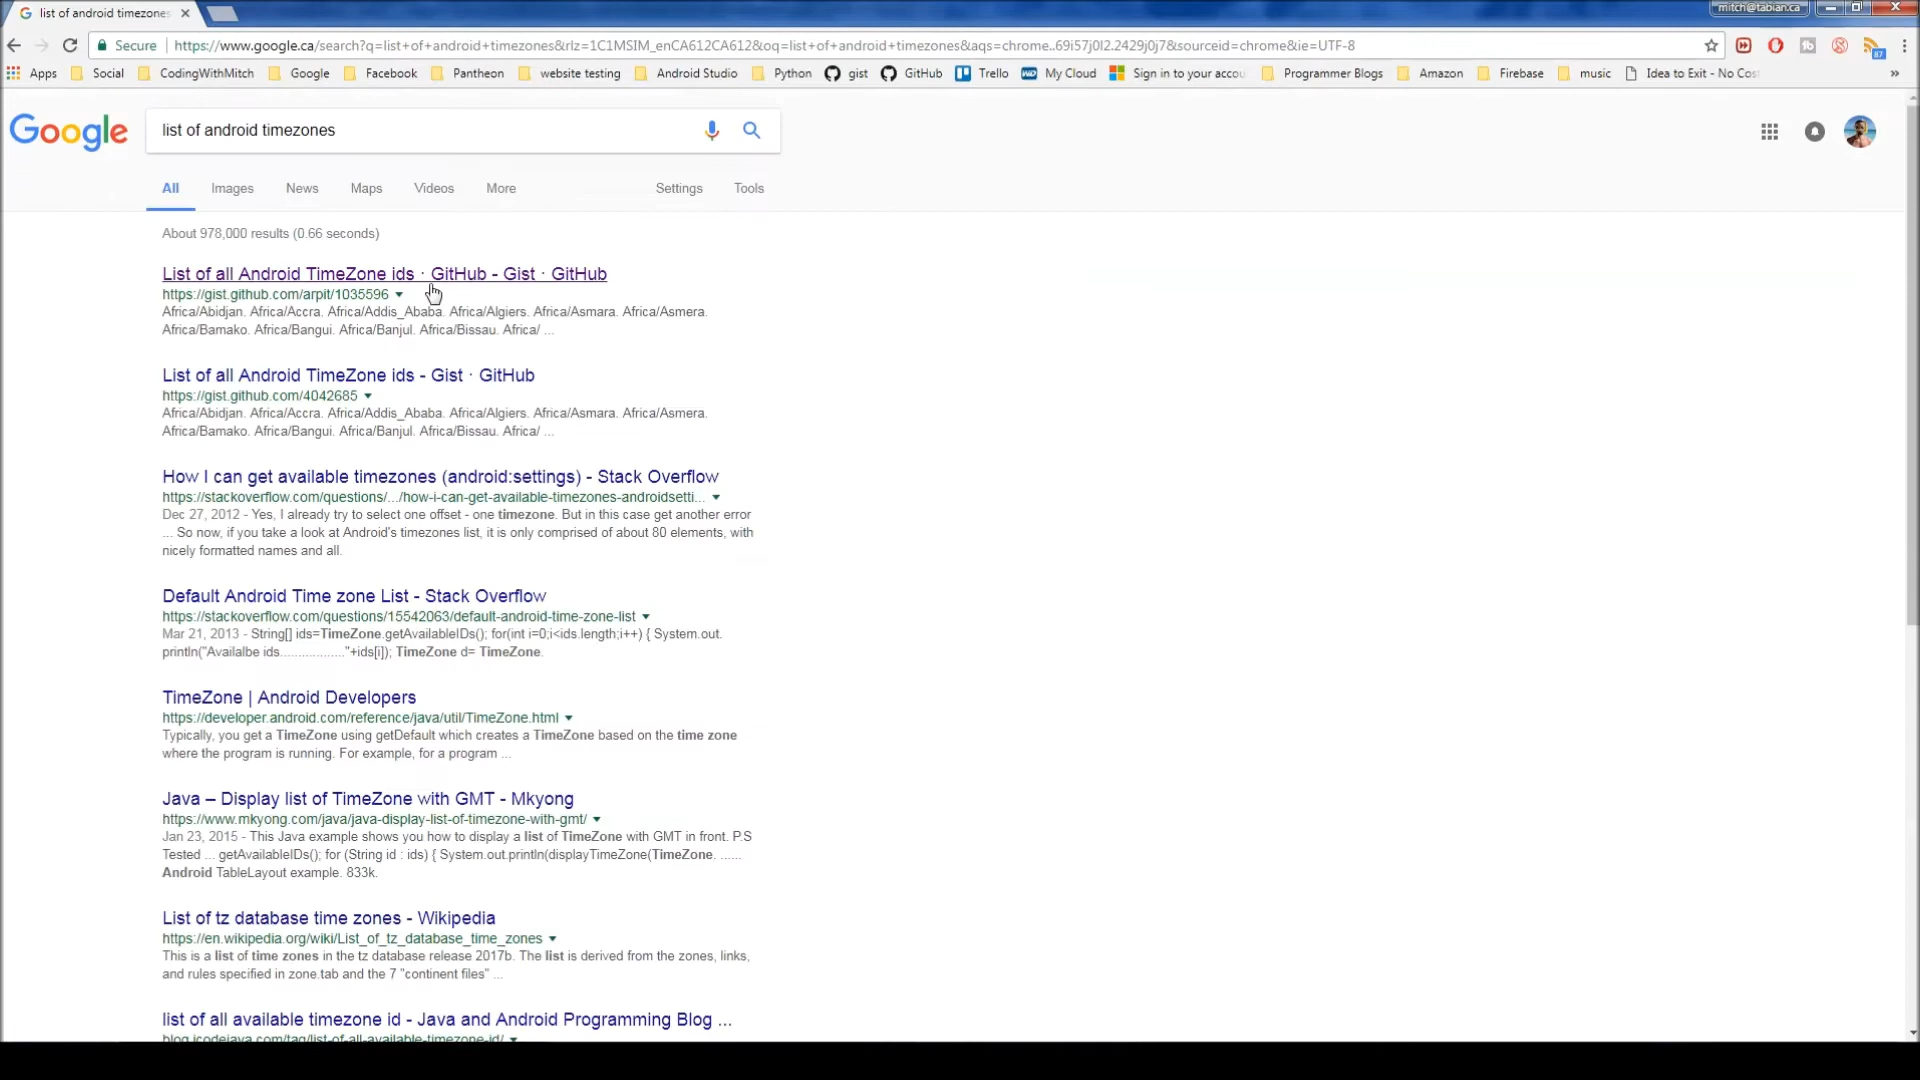 list of android timezones
mitch@tabian.ca
Secure
https://www.google.ca/search?q=list+of+android+timezones&rlz=1C1MSIM_enCA612CA612&oq=list+of+android+timezones&aqs=chrome..69i57j0l2.2429j0j7&sourceid=chrome&ie=UTF-8
87
Apps Social CodingWithMitch Google Facebook Pantheon website testing Android Studio Python gist GitHub Trello My Cloud Sign in to your accou Programmer Blogs Amazon Firebase music Idea to Exit - No Cos »
Google
list of android timezones
All Images News Maps Videos More Settings Tools
About 978,000 results (0.66 seconds)
List of all Android TimeZone ids · GitHub - Gist · GitHub
https://gist.github.com/arpit/1035596
Africa/Abidjan. Africa/Accra. Africa/Addis_Ababa. Africa/Algiers. Africa/Asmara. Africa/Asmera.
Africa/Bamako. Africa/Bangui. Africa/Banjul. Africa/Bissau. Africa/ ...
List of all Android TimeZone ids - Gist · GitHub
https://gist.github.com/4042685
Africa/Abidjan. Africa/Accra. Africa/Addis_Ababa. Africa/Algiers. Africa/Asmara. Africa/Asmera.
Africa/Bamako. Africa/Bangui. Africa/Banjul. Africa/Bissau. Africa/ ...
How I can get available timezones (android:settings) - Stack Overflow
https://stackoverflow.com/questions/.../how-i-can-get-available-timezones-androidsetti...
Dec 27, 2012 - Yes, I already try to select one offset - one timezone. But in this case get another error
... So now, if you take a look at Android's timezones list, it is only comprised of about 80 elements, with
nicely formatted names and all.
Default Android Time zone List - Stack Overflow
https://stackoverflow.com/questions/15542063/default-android-time-zone-list
Mar 21, 2013 - String[] ids=TimeZone.getAvailableIDs(); for(int i=0;i<ids.length;i++) { System.out.
println("Availalbe ids.................."+ids[i]); TimeZone d= TimeZone.
TimeZone | Android Developers
https://developer.android.com/reference/java/util/TimeZone.html
Typically, you get a TimeZone using getDefault which creates a TimeZone based on the time zone
where the program is running. For example, for a program ...
Java – Display list of TimeZone with GMT - Mkyong
https://www.mkyong.com/java/java-display-list-of-timezone-with-gmt/
Jan 23, 2015 - This Java example shows you how to display a list of TimeZone with GMT in front. P.S
Tested ... getAvailableIDs(); for (String id : ids) { System.out.println(displayTimeZone(TimeZone. ......
Android TableLayout example. 833k.
List of tz database time zones - Wikipedia
https://en.wikipedia.org/wiki/List_of_tz_database_time_zones
This is a list of time zones in the tz database release 2017b. The list is derived from the zones, links,
and rules specified in zone.tab and the 7 "continent files" ...
list of all available timezone id - Java and Android Programming Blog ...
blog.icodejava.com/tag/list-of-all-available-timezone-id/